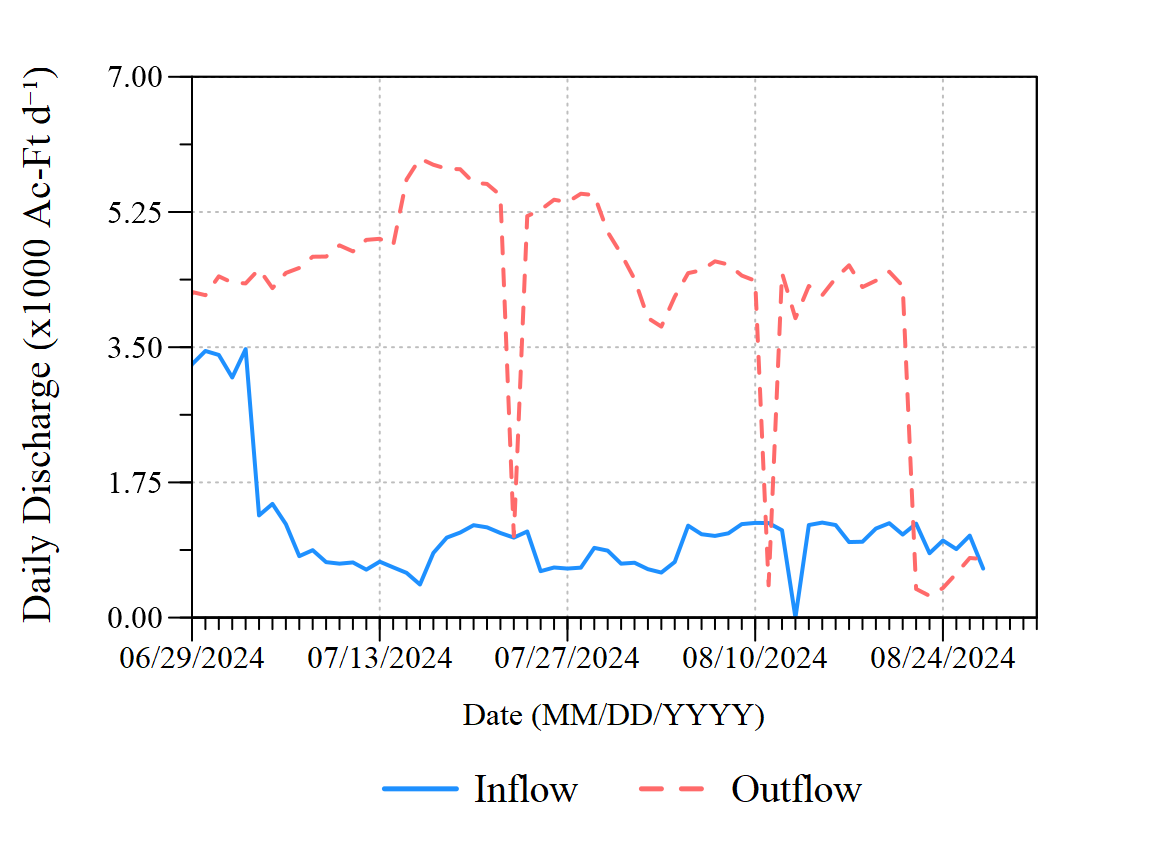 Daily Discharge (x1000 Ac-Ft d⁻¹)
7.00
5.25
3.50
1.75
0.00
06/29/2024 07/13/2024 07/27/2024 08/10/2024 08/24/2024
Date (MM/DD/YYYY)
Inflow Outflow